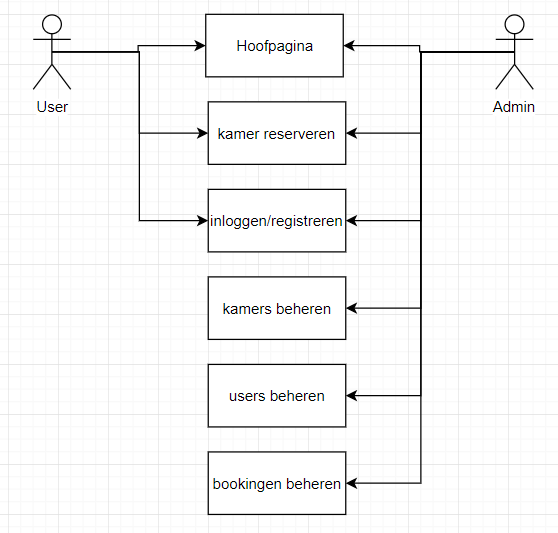 Hoofpagina
User
Admin
kamer reserveren
inloggen/registreren
kamers beheren
users beheren
bookingen beheren